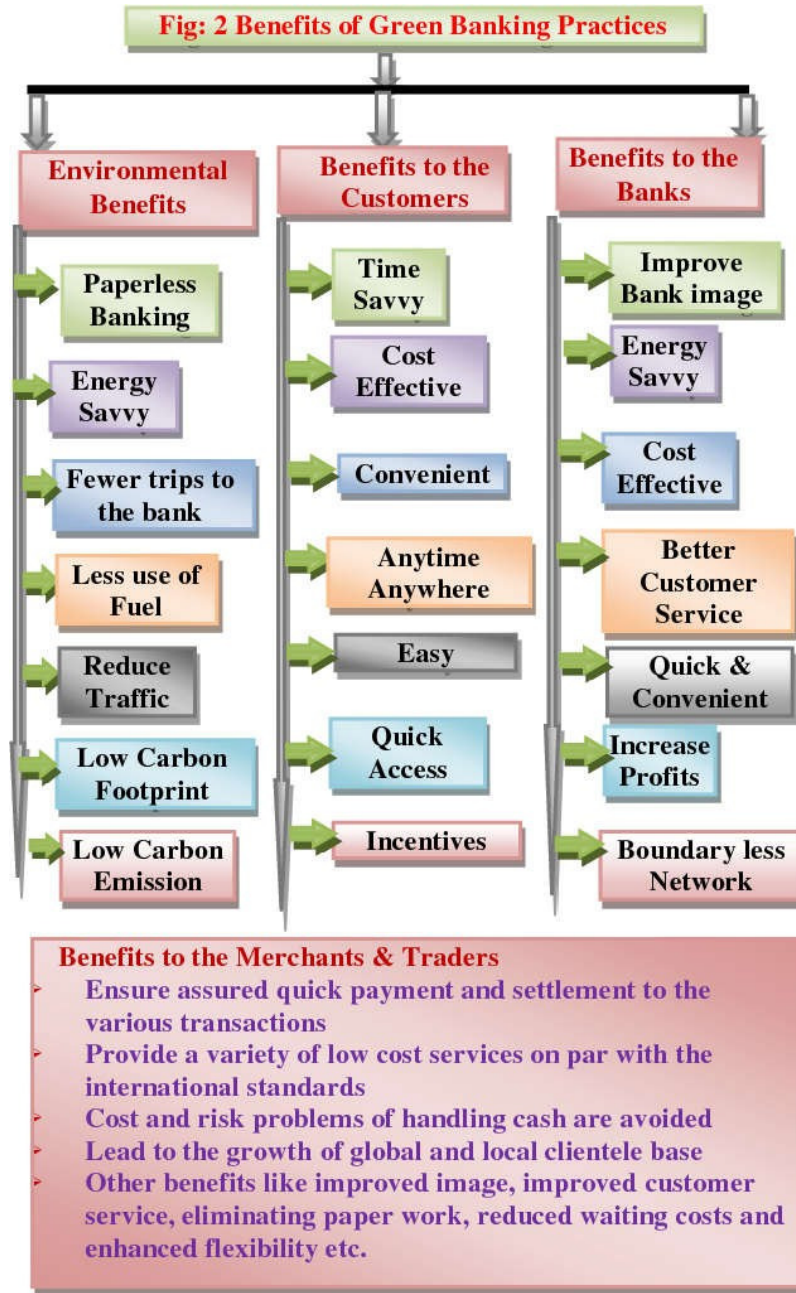 Fig: 2 Benefits of Green Banking Practices
Environmental
Benefits
Paperless
Banking
Energy
Savvy
Fewer trips to
the bank
Less use of
Fuel
Reduce
Traffic
Low Carbon
Footprint
Low Carbon
Emission
Benefits to the
Customers
Time
Savvy
Cost
Effective
Convenient
Anytime
Anywhere
Easy
Quick
Access
Incentives
Benefits to the
Banks
Improve
Bank image
Energy
Savvy
Cost
Effective
Better
Customer
Service
Quick &
Convenient
Increase
Profits
Boundary less
Network
Benefits to the Merchants & Traders
Ensure assured quick payment and settlement to the
various transactions
Provide a variety of low cost services on par with the
international standards
Cost and risk problems of handling cash are avoided
Lead to the growth of global and local clientele base
Other benefits like improved image, improved customer
service, eliminating paper work, reduced waiting costs and
enhanced flexibility etc.